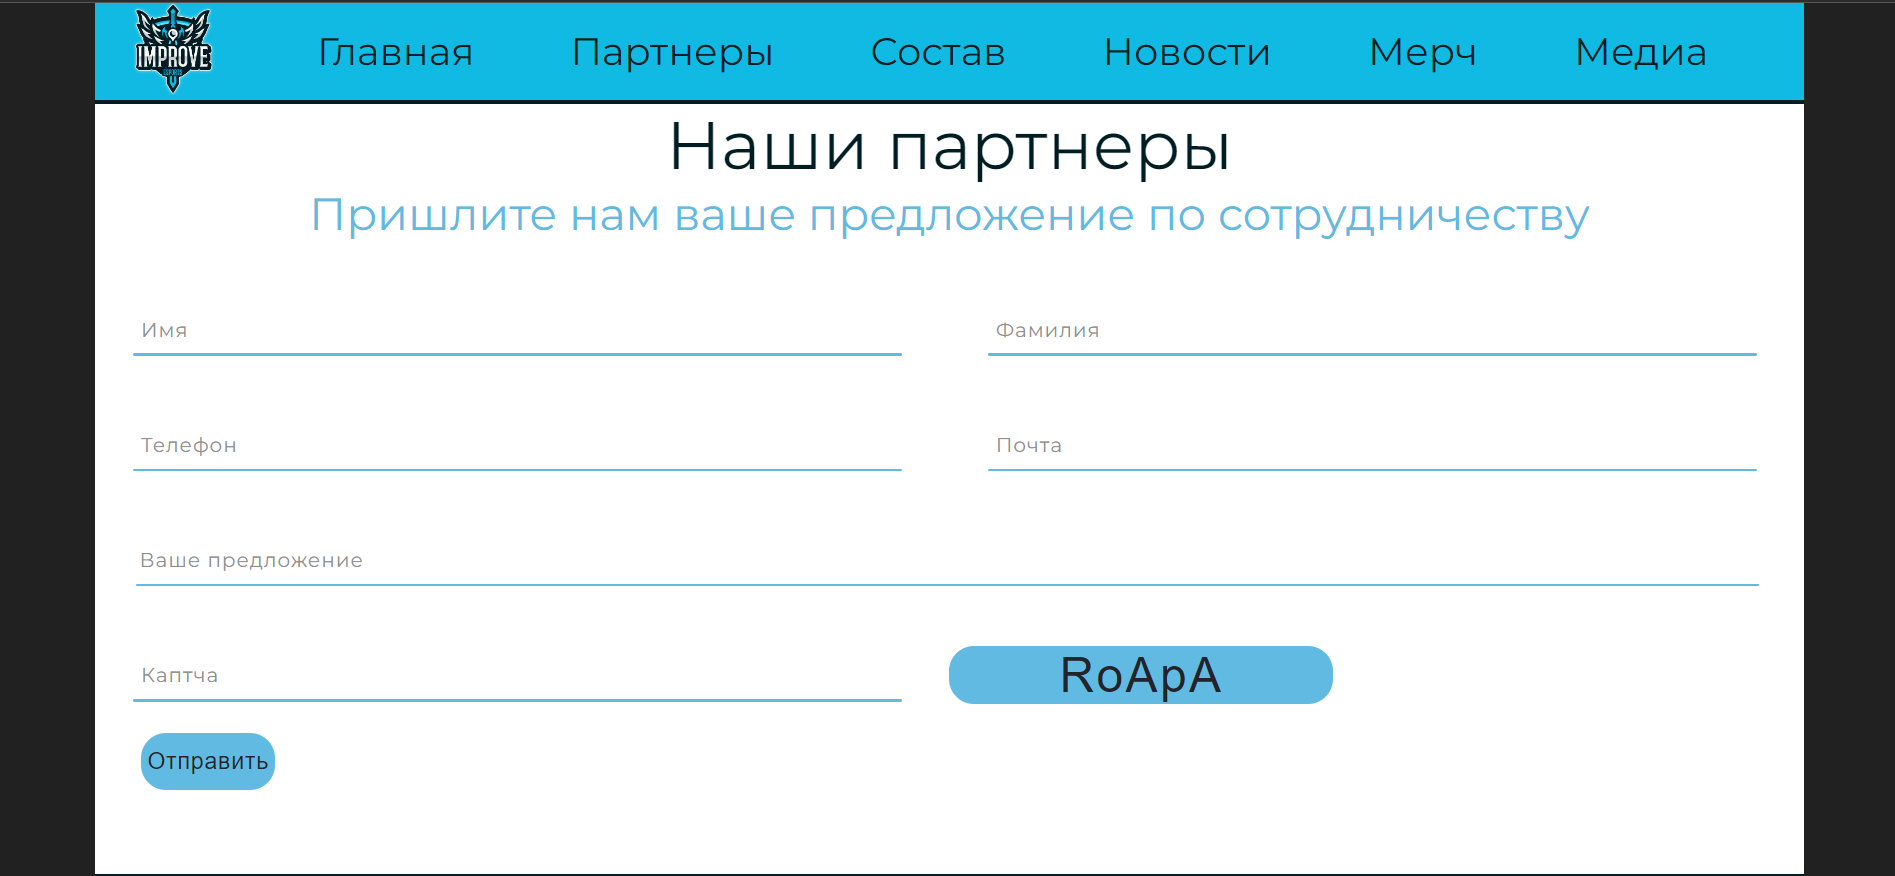 IMPROVE
ESPORTS
Главная Партнеры Состав Новости Мерч Медиа
Наши партнеры
Пришлите нам ваше предложение по сотрудничеству
Имя Фамилия
Телефон Почта
Ваше предложение
Каптча RoApA
Отправить